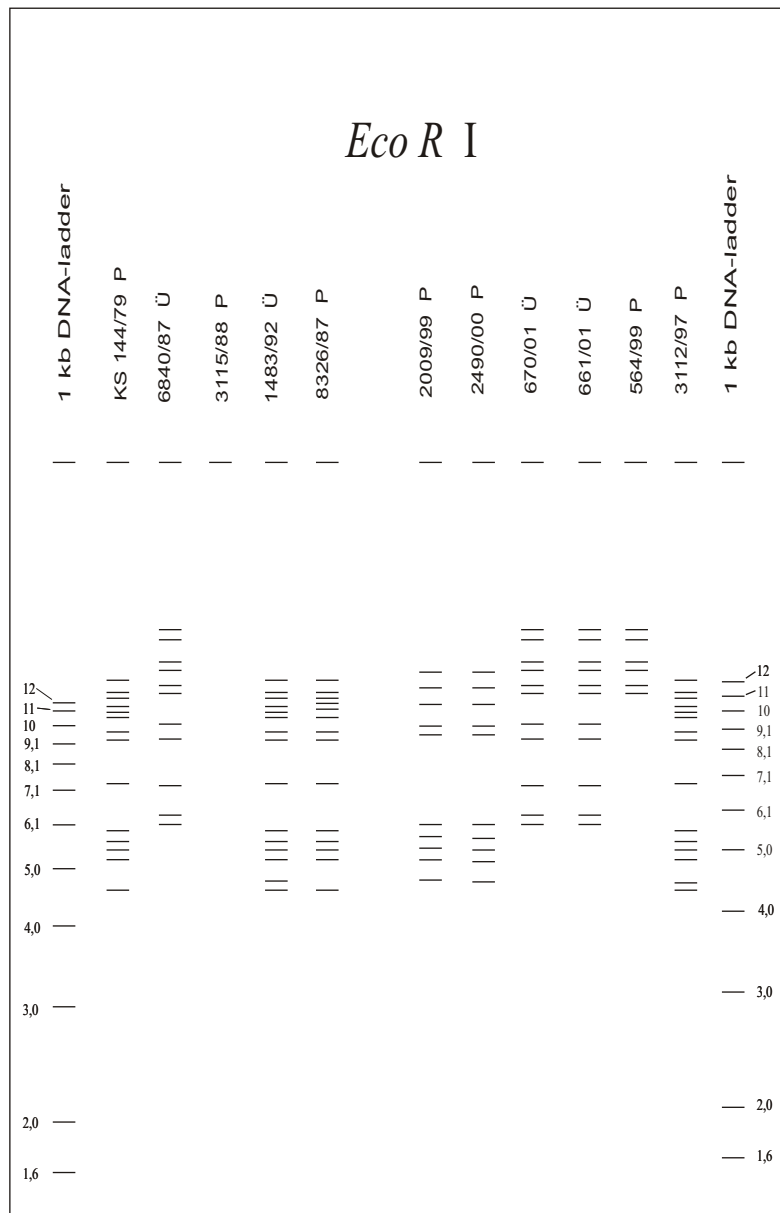 Eco R I
1 kb DNA-ladder
KS 144/79 P
6840/87 Ü
3115/88 P
1483/92 Ü
8326/87 P
2009/99 P
2490/00 P
670/01 Ü
661/01 Ü
564/99 P
3112/97 P
1 kb DNA-ladder
12
11
10
9,1
8,1
7,1
6,1
5,0
4,0
3,0
2,0
1,6
12
11
10
9,1
8,1
7,1
6,1
5,0
4,0
3,0
2,0
1,6